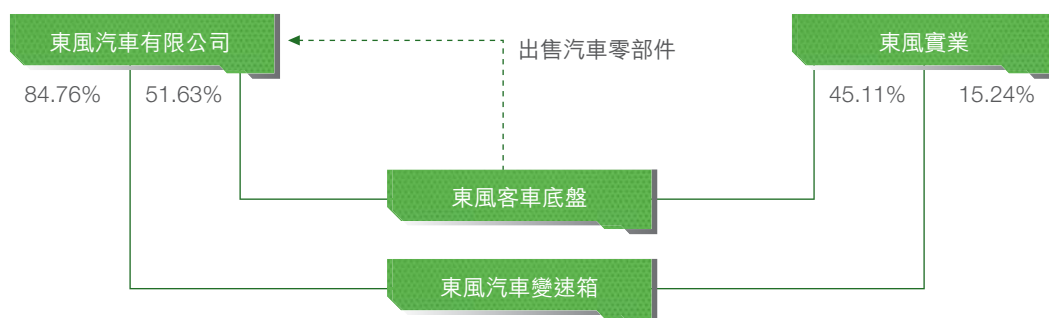 東風汽車有限公司
出售汽車零部件
東風實業
84.76%
51.63%
45.11%
15.24%
東風客車底盤
東風汽車變速箱